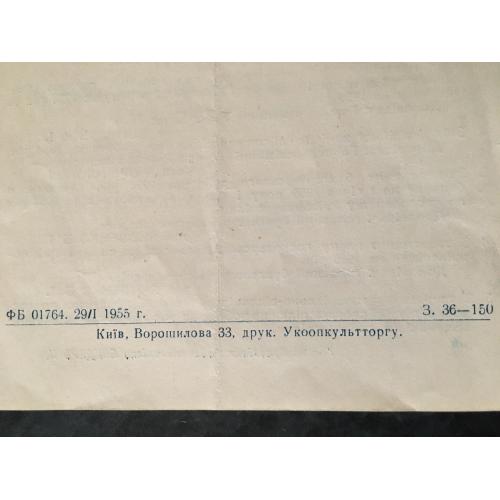 ФБ 01764. 29/I 1955 г. З. 36—150
Київ, Ворошилова 33, друк. Укоопкультторгу.